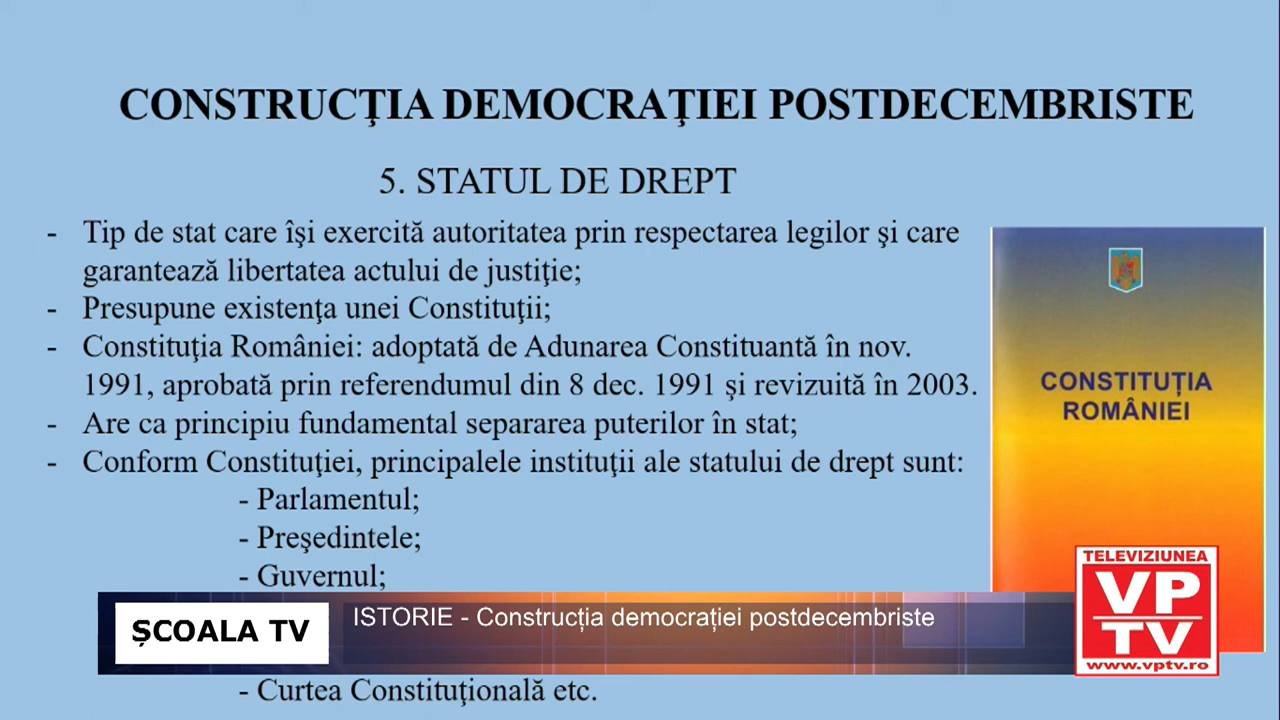 CONSTRUCŢIA DEMOCRAŢIEI POSTDECEMBRISTE
5. STATUL DE DREPT
- Tip de stat care îşi exercită autoritatea prin respectarea legilor şi care
garantează libertatea actului de justiţie;
- Presupune existenţa unei Constituţii;
- Constituţia României: adoptată de Adunarea Constituantă în nov.
1991, aprobată prin referendumul din 8 dec. 1991 şi revizuită în 2003.
- Are ca principiu fundamental separarea puterilor în stat;
- Conform Constituţiei, principalele instituţii ale statului de drept sunt:
- Parlamentul;
- Preşedintele;
- Guvernul;
- Curtea Constituţională etc.
CONSTITUȚIA
ROMÂNIEI
ȘCOALA TV
ISTORIE - Construcția democrației postdecembriste
TELEVIZIUNEA
VP
TV
www.vptv.ro